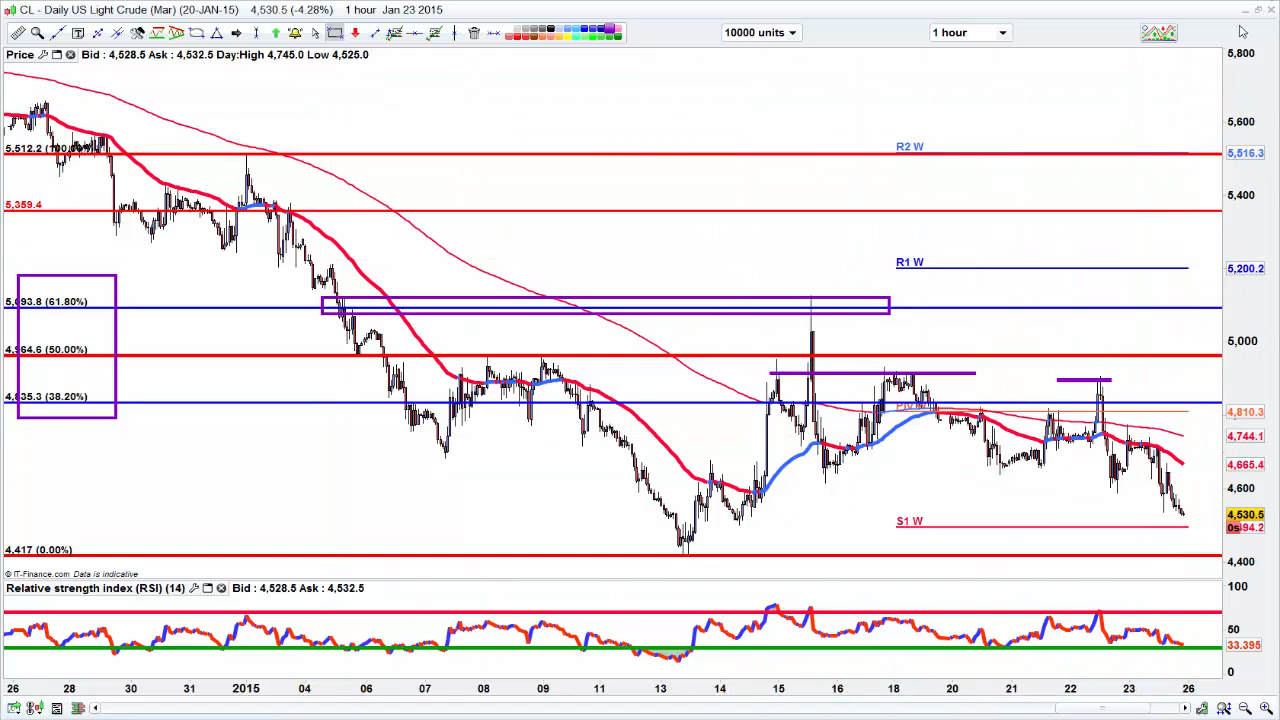 CL - Daily US Light Crude (Mar) (20-JAN-15) 4,530.5 (-4.28%) 1 hour Jan 23 2015
10000 units
1 hour
Price Bid : 4,528.5 Ask : 4,532.5 Day:High 4,745.0 Low 4,525.0
5,800
5,600
5,512.2 (100.00%)
R2 W
5,516.3
5,400
5,359.4
R1 W
5,200.2
5,093.8 (61.80%)
5,000
4,964.6 (50.00%)
4,835.3 (38.20%)
4,810.3
4,744.1
4,665.4
4,600
4,530.5
S1 W
0s
94.2
4,417 (0.00%)
4,400
© IT-Finance.com Data is indicative
Relative strength index (RSI) (14) Bid : 4,528.5 Ask : 4,532.5
100
50
33.395
0
26 28 30 31 2015 04 06 07 09 11 13 14 16 18 20 21 22 23 26